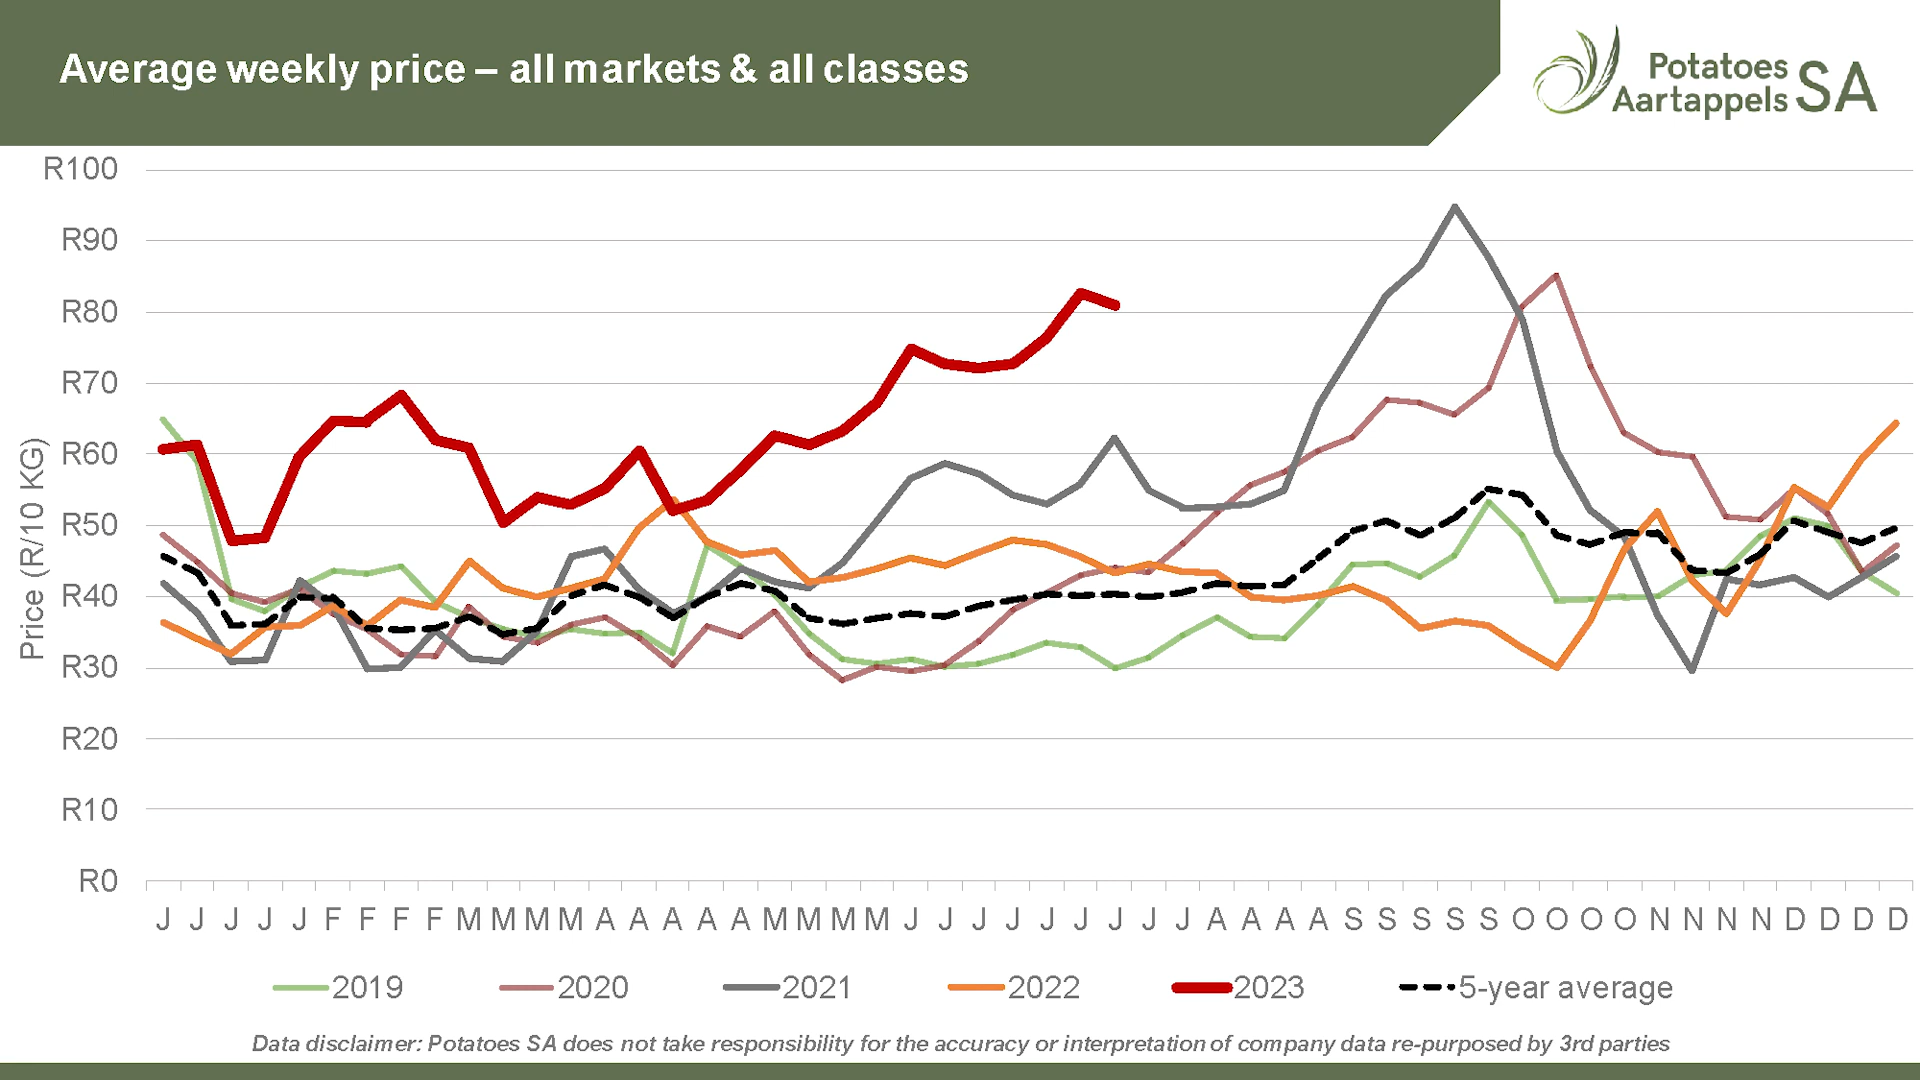 Average weekly price – all markets & all classes
Potatoes
Aartappels SA
R100
R90
R80
R70
R60
R50
R40
R30
R20
R10
R0
Price (R/10 KG)
J J J J J F F F F M M M M A A A A A M M M M J J J J J J J J J A A A A S S S S S O O O O N N N N D D D D
2019 2020 2021 2022 2023 5-year average
Data disclaimer: Potatoes SA does not take responsibility for the accuracy or interpretation of company data re-purposed by 3rd parties